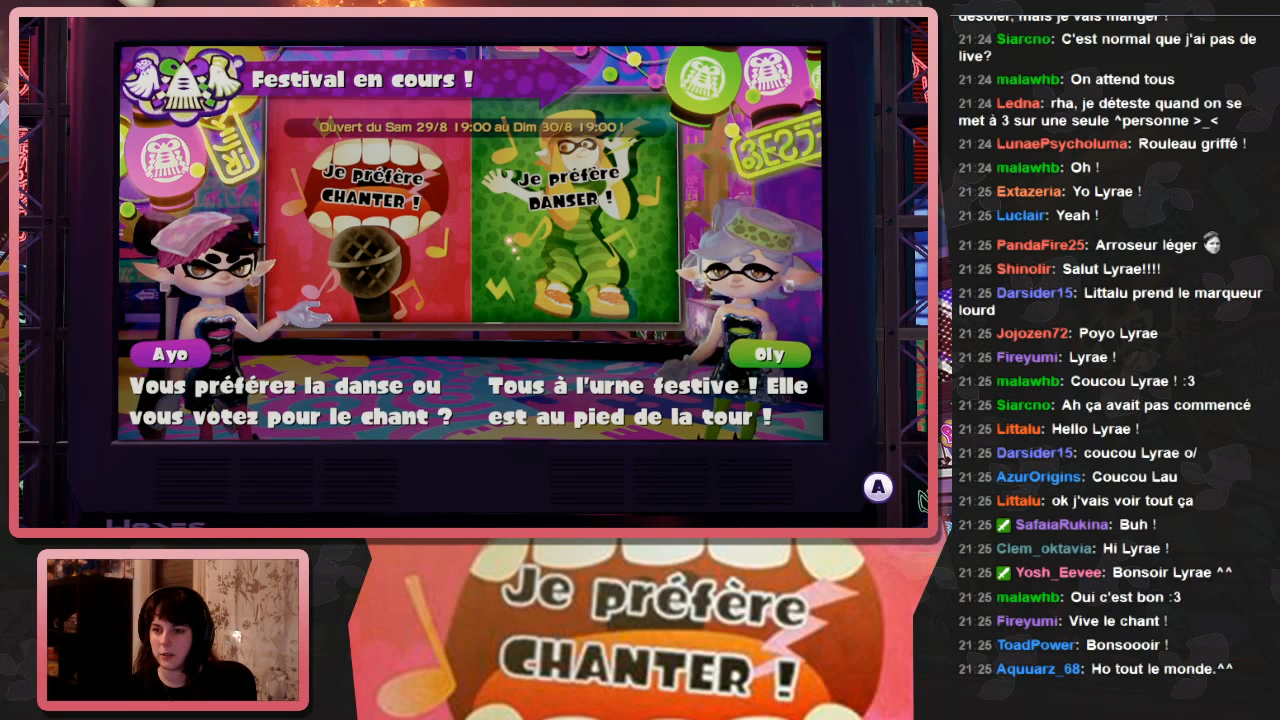 Festival en cours !
Ouvert du Sam 29/8 19:00 au Dim 30/8 19:00 !
Je préfère
CHANTER !
Je préfère
DANSER !
Ayo
Vous préférez la danse ou
vous votez pour le chant ?
Oly
Tous à l'urne festive ! Elle
est au pied de la tour !
A
Je préfère
CHANTER !
désoler, mais je vais manger !
21:24 Siarcno: C'est normal que j'ai pas de
live?
21:24 malawhb: On attend tous
21:24 Ledna: rha, je déteste quand on se
met à 3 sur une seule ^personne >_<
21:24 LunaePsycholuma: Rouleau griffé !
21:24 malawhb: Oh !
21:25 Extazeria: Yo Lyrae !
21:25 Luclair: Yeah !
21:25 PandaFire25: Arroseur léger
21:25 Shinolir: Salut Lyrae!!!!
21:25 Darsider15: Littalu prend le marqueur
lourd
21:25 Jojozen72: Poyo Lyrae
21:25 Fireyumi: Lyrae !
21:25 malawhb: Coucou Lyrae ! :3
21:25 Siarcno: Ah ça avait pas commencé
21:25 Littalu: Hello Lyrae !
21:25 Darsider15: coucou Lyrae o/
21:25 AzurOrigins: Coucou Lau
21:25 Littalu: ok j'vais voir tout ça
21:25 SafaiaRukina: Buh !
21:25 Clem_oktavia: Hi Lyrae !
21:25 Yosh_Eevee: Bonsoir Lyrae ^^
21:25 malawhb: Oui c'est bon :3
21:25 Fireyumi: Vive le chant !
21:25 ToadPower: Bonsoooir !
21:25 Aquuarz_68: Ho tout le monde.^^